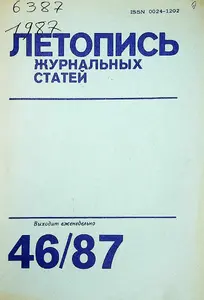 6387
1987
ISSN 0024-1202
ЛЕТОПИСЬ
ЖУРНАЛЬНЫХ
СТАТЕЙ
Выходит еженедельно
46/87